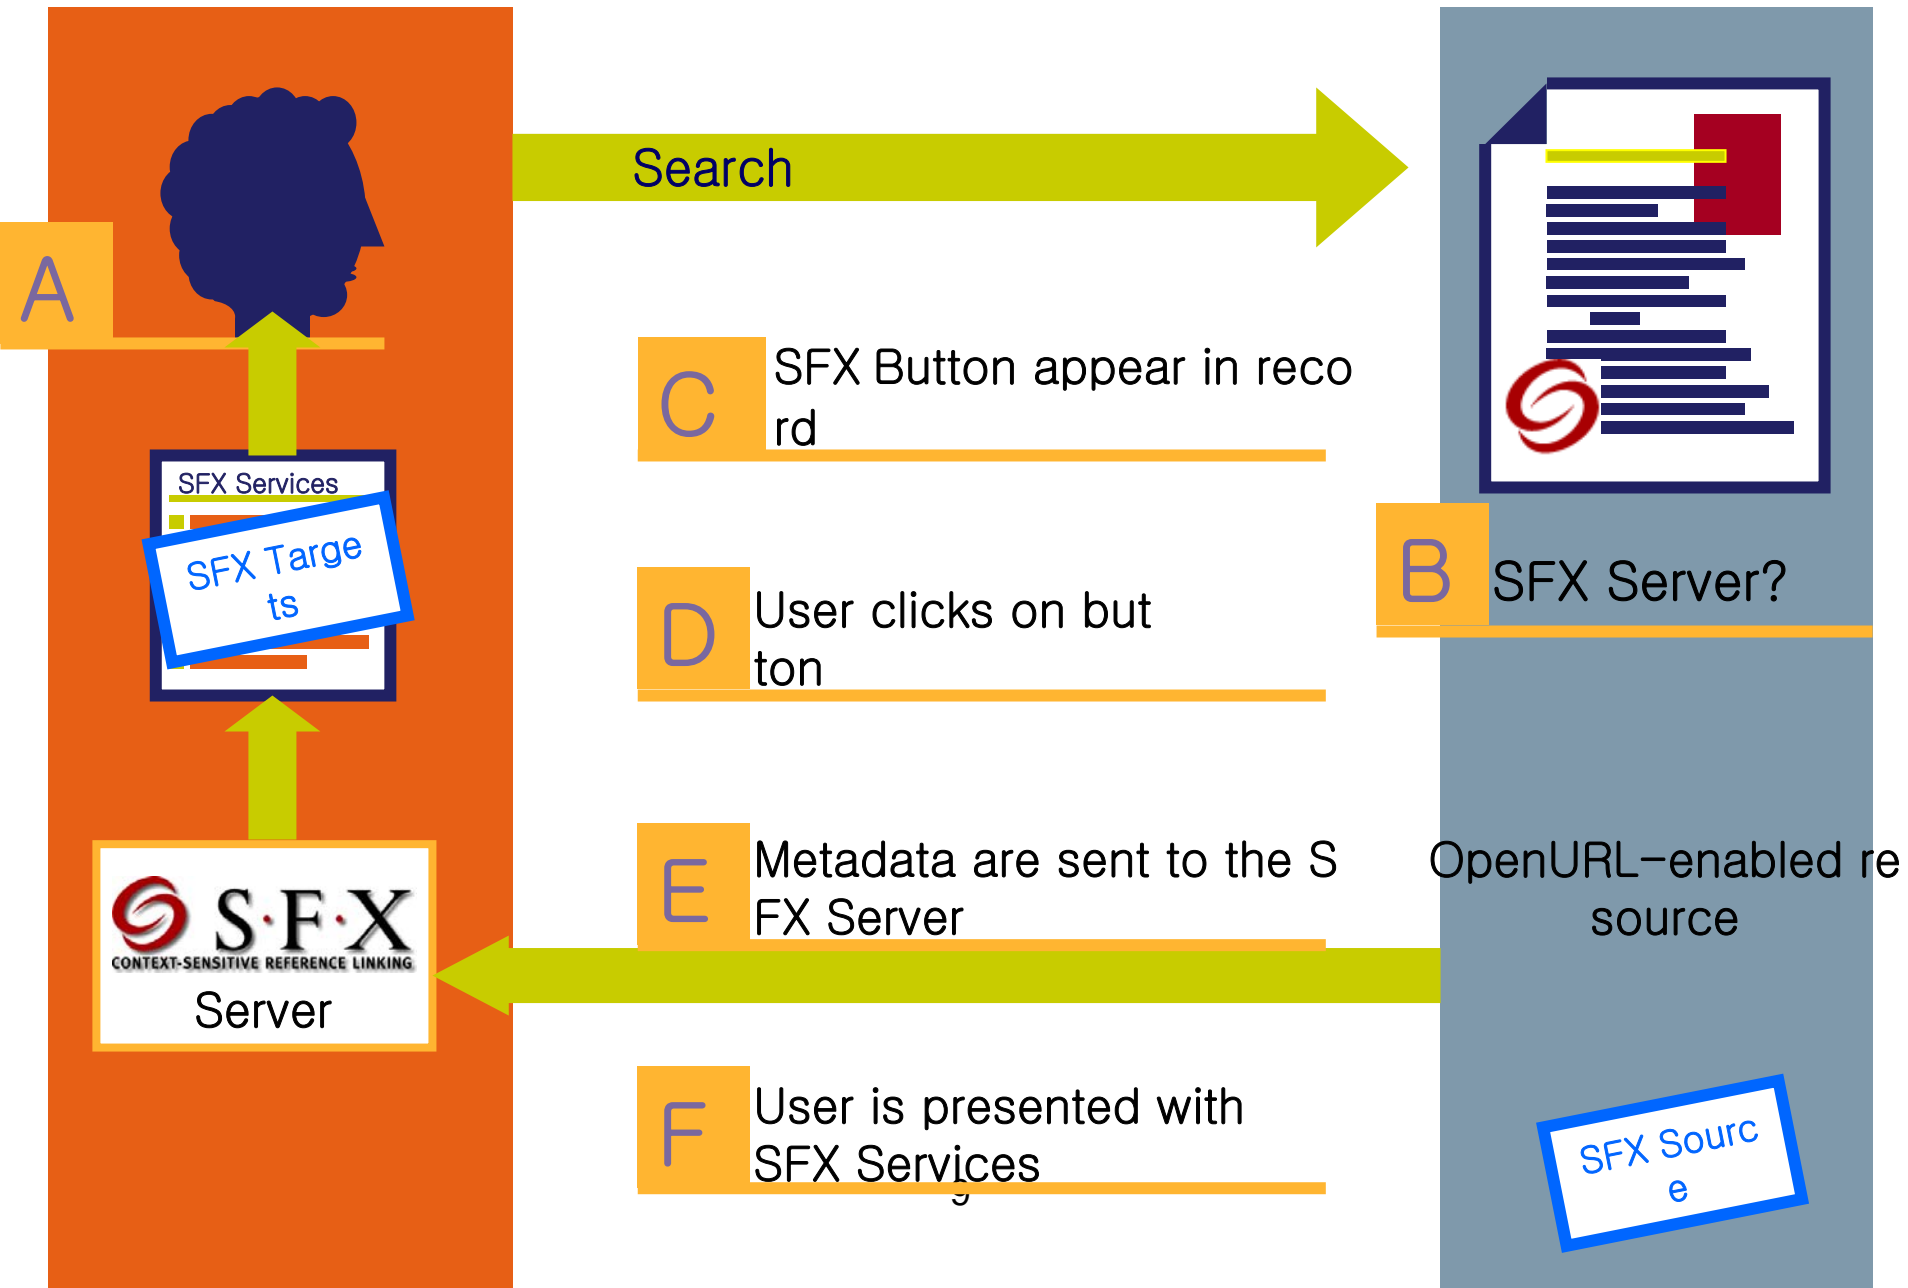 Search
A
C
SFX Button appear in reco
rd
SFX Services
SFX Targe
ts
B
SFX Server?
D
User clicks on but
ton
E
Metadata are sent to the S
FX Server
OpenURL-enabled re
source
S·F·X
CONTEXT-SENSITIVE REFERENCE LINKING
Server
F
User is presented with
SFX Services
9
SFX Sourc
e